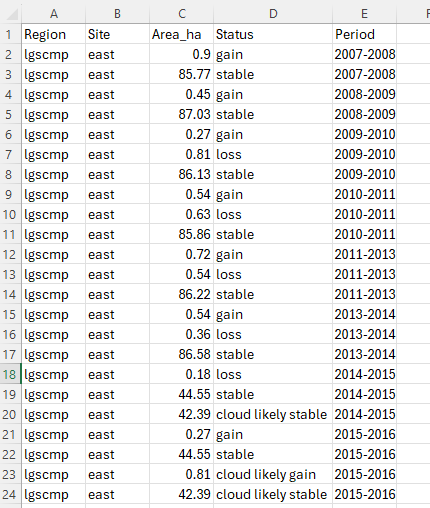 A B C D E F
1 Region Site Area_ha Status Period
2 lgscmp east 0.9 gain 2007-2008
3 lgscmp east 85.77 stable 2007-2008
4 lgscmp east 0.45 gain 2008-2009
5 lgscmp east 87.03 stable 2008-2009
6 lgscmp east 0.27 gain 2009-2010
7 lgscmp east 0.81 loss 2009-2010
8 lgscmp east 86.13 stable 2009-2010
9 lgscmp east 0.54 gain 2010-2011
10 lgscmp east 0.63 loss 2010-2011
11 lgscmp east 85.86 stable 2010-2011
12 lgscmp east 0.72 gain 2011-2013
13 lgscmp east 0.54 loss 2011-2013
14 lgscmp east 86.22 stable 2011-2013
15 lgscmp east 0.54 gain 2013-2014
16 lgscmp east 0.36 loss 2013-2014
17 lgscmp east 86.58 stable 2013-2014
18 lgscmp east 0.18 loss 2014-2015
19 lgscmp east 44.55 stable 2014-2015
20 lgscmp east 42.39 cloud likely stable 2014-2015
21 lgscmp east 0.27 gain 2015-2016
22 lgscmp east 44.55 stable 2015-2016
23 lgscmp east 0.81 cloud likely gain 2015-2016
24 lgscmp east 42.39 cloud likely stable 2015-2016